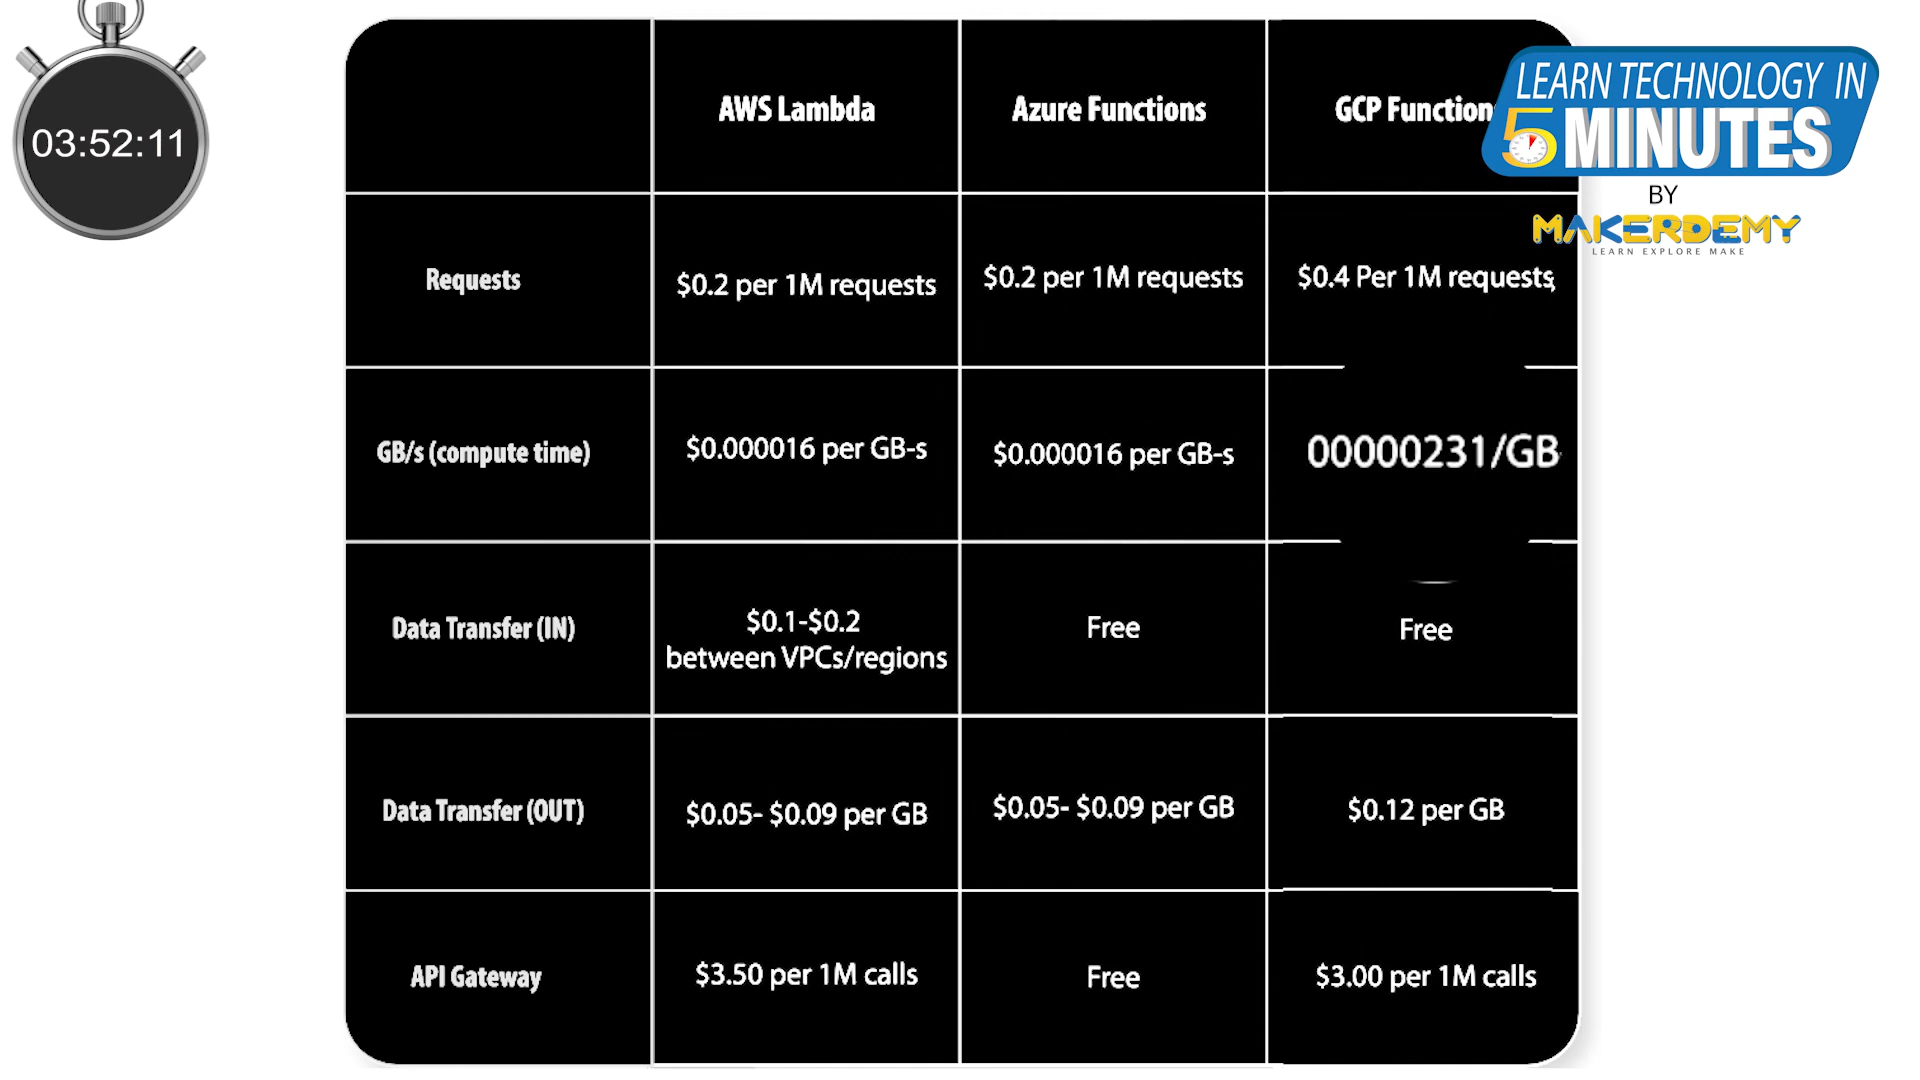 03:52:11
AWS Lambda
Azure Functions
GCP Function
LEARN TECHNOLOGY IN
5 MINUTES
BY
MAKERDEMY
LEARN EXPLORE MAKE
Requests
$0.2 per 1M requests
$0.2 per 1M requests
$0.4 Per 1M requests
GB/s (compute time)
$0.000016 per GB-s
$0.000016 per GB-s
00000231/GB
Data Transfer (IN)
$0.1-$0.2
between VPCs/regions
Free
Free
Data Transfer (OUT)
$0.05- $0.09 per GB
$0.05- $0.09 per GB
$0.12 per GB
API Gateway
$3.50 per 1M calls
Free
$3.00 per 1M calls